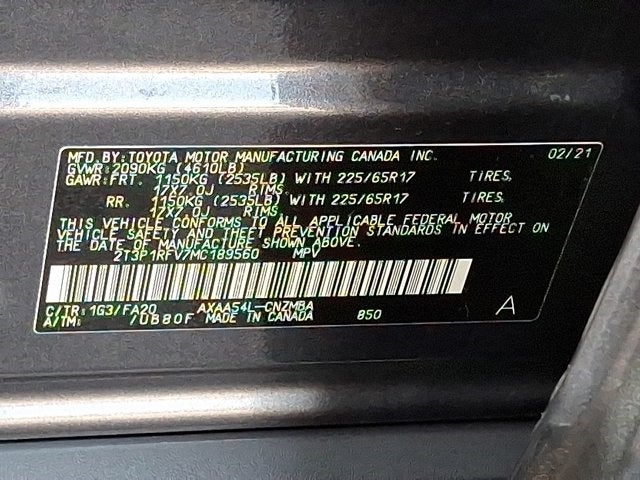 MFD.BY:TOYOTA MOTOR MANUFACTURING CANADA INC. 02/21
GVWR:2090KG (4610LB)
GAWR:FRT. 1150KG (2535LB) WITH 225/65R17 TIRES,
17X7.0J RIMS,
RR. 1150KG (2535LB) WITH 225/65R17 TIRES,
17X7.0J RIMS,
THIS VEHICLE CONFORMS TO ALL APPLICABLE FEDERAL MOTOR
VEHICLE SAFETY AND THEFT PREVENTION STANDARDS IN EFFECT ON
THE DATE OF MANUFACTURE SHOWN ABOVE.
2T3P1RFV7MC189560 MPV
C/TR:1G3/FA20 AXAA54L-CNZMBA
A/TM: /UB80F MADE IN CANADA 850 A